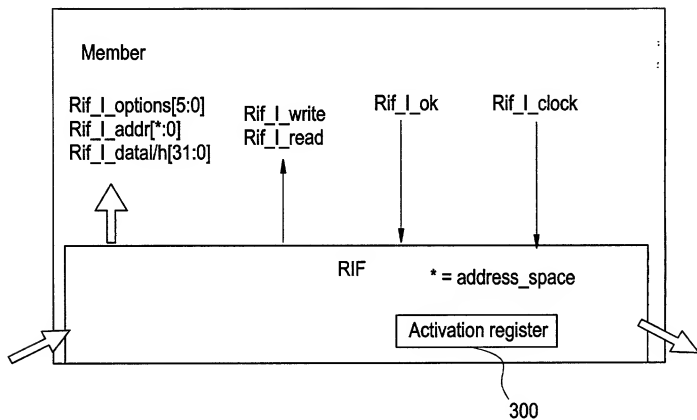 Member
Rif_I_options[5:0]
Rif_I_addr[*:0]
Rif_I_datal/h[31:0]
Rif_I_write
Rif_I_read
Rif_I_ok
Rif_I_clock
RIF
* = address_space
Activation register
300